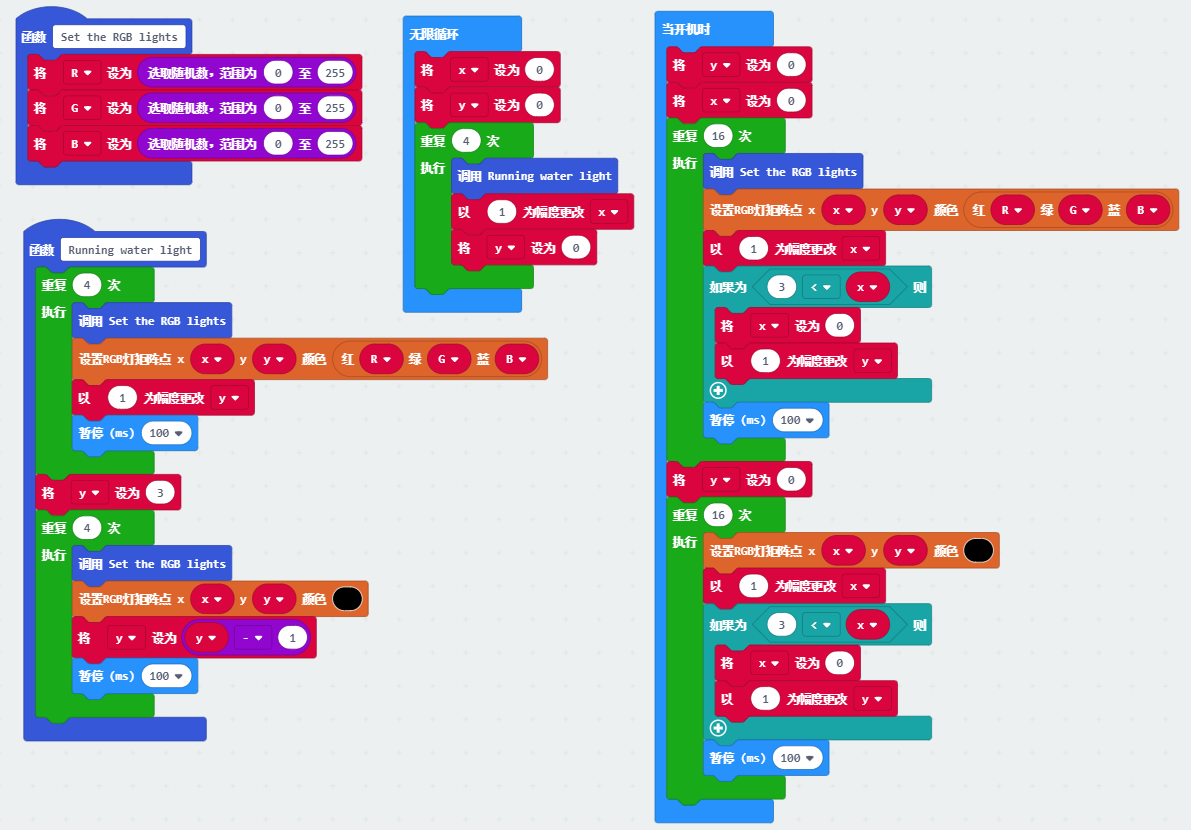 函数 Set the RGB lights
将 R 设为 选取随机数，范围为 0 至 255
将 G 设为 选取随机数，范围为 0 至 255
将 B 设为 选取随机数，范围为 0 至 255
函数 Running water light
重复 4 次
执行
调用 Set the RGB lights
设置RGB灯矩阵点 x x y y 颜色 红 R 绿 G 蓝 B
以 1 为幅度更改 y
暂停 (ms) 100
将 y 设为 3
重复 4 次
执行
调用 Set the RGB lights
设置RGB灯矩阵点 x x y y 颜色
将 y 设为 y - 1
暂停 (ms) 100
无限循环
将 x 设为 0
将 y 设为 0
重复 4 次
执行
调用 Running water light
以 1 为幅度更改 x
将 y 设为 0
当开机时
将 y 设为 0
将 x 设为 0
重复 16 次
执行
调用 Set the RGB lights
设置RGB灯矩阵点 x x y y 颜色 红 R 绿 G 蓝 B
以 1 为幅度更改 x
如果为 3 < x 则
将 x 设为 0
以 1 为幅度更改 y
暂停 (ms) 100
将 y 设为 0
重复 16 次
执行
设置RGB灯矩阵点 x x y y 颜色
以 1 为幅度更改 x
如果为 3 < x 则
将 x 设为 0
以 1 为幅度更改 y
暂停 (ms) 100